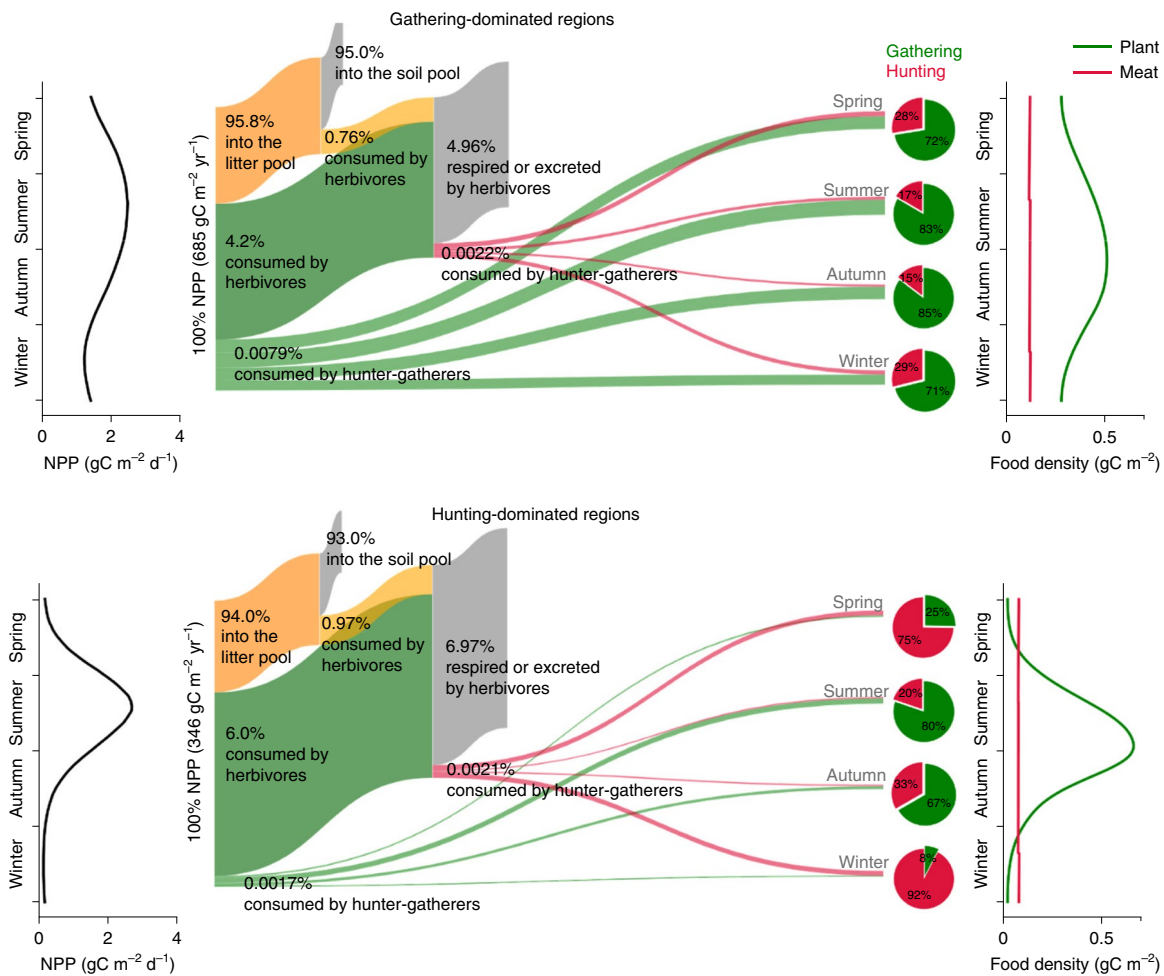 Gathering-dominated regions
Plant
Meat
Gathering
Hunting
Spring
Summer
Autumn
Winter
0
2
4
NPP (gC m−2 d−1)
100% NPP (685 gC m−2 yr−1)
95.0%
into the soil pool
95.8%
into the
litter pool
0.76%
consumed by
herbivores
4.96%
respired or excreted
by herbivores
4.2%
consumed by
herbivores
0.0022%
consumed by hunter-gatherers
0.0079%
consumed by hunter-gatherers
Spring
28%
72%
Summer
17%
83%
Autumn
15%
85%
Winter
29%
71%
Spring
Summer
Autumn
Winter
0
0.5
Food density (gC m−2)
Hunting-dominated regions
Spring
Summer
Autumn
Winter
0
2
4
NPP (gC m−2 d−1)
100% NPP (346 gC m−2 yr−1)
93.0%
into the soil pool
94.0%
into the
litter pool
0.97%
consumed by
herbivores
6.97%
respired or excreted
by herbivores
6.0%
consumed by
herbivores
0.0021%
consumed by hunter-gatherers
0.0017%
consumed by hunter-gatherers
Spring
25%
75%
Summer
20%
80%
Autumn
33%
67%
Winter
8%
92%
Spring
Summer
Autumn
Winter
0
0.5
Food density (gC m−2)